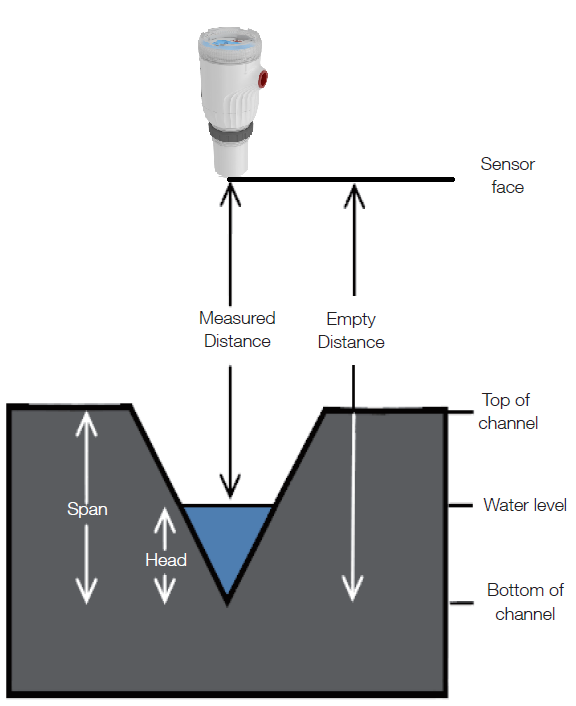 Sensor
face
Measured
Distance
Empty
Distance
Top of
channel
Span
Water level
Head
Bottom of
channel